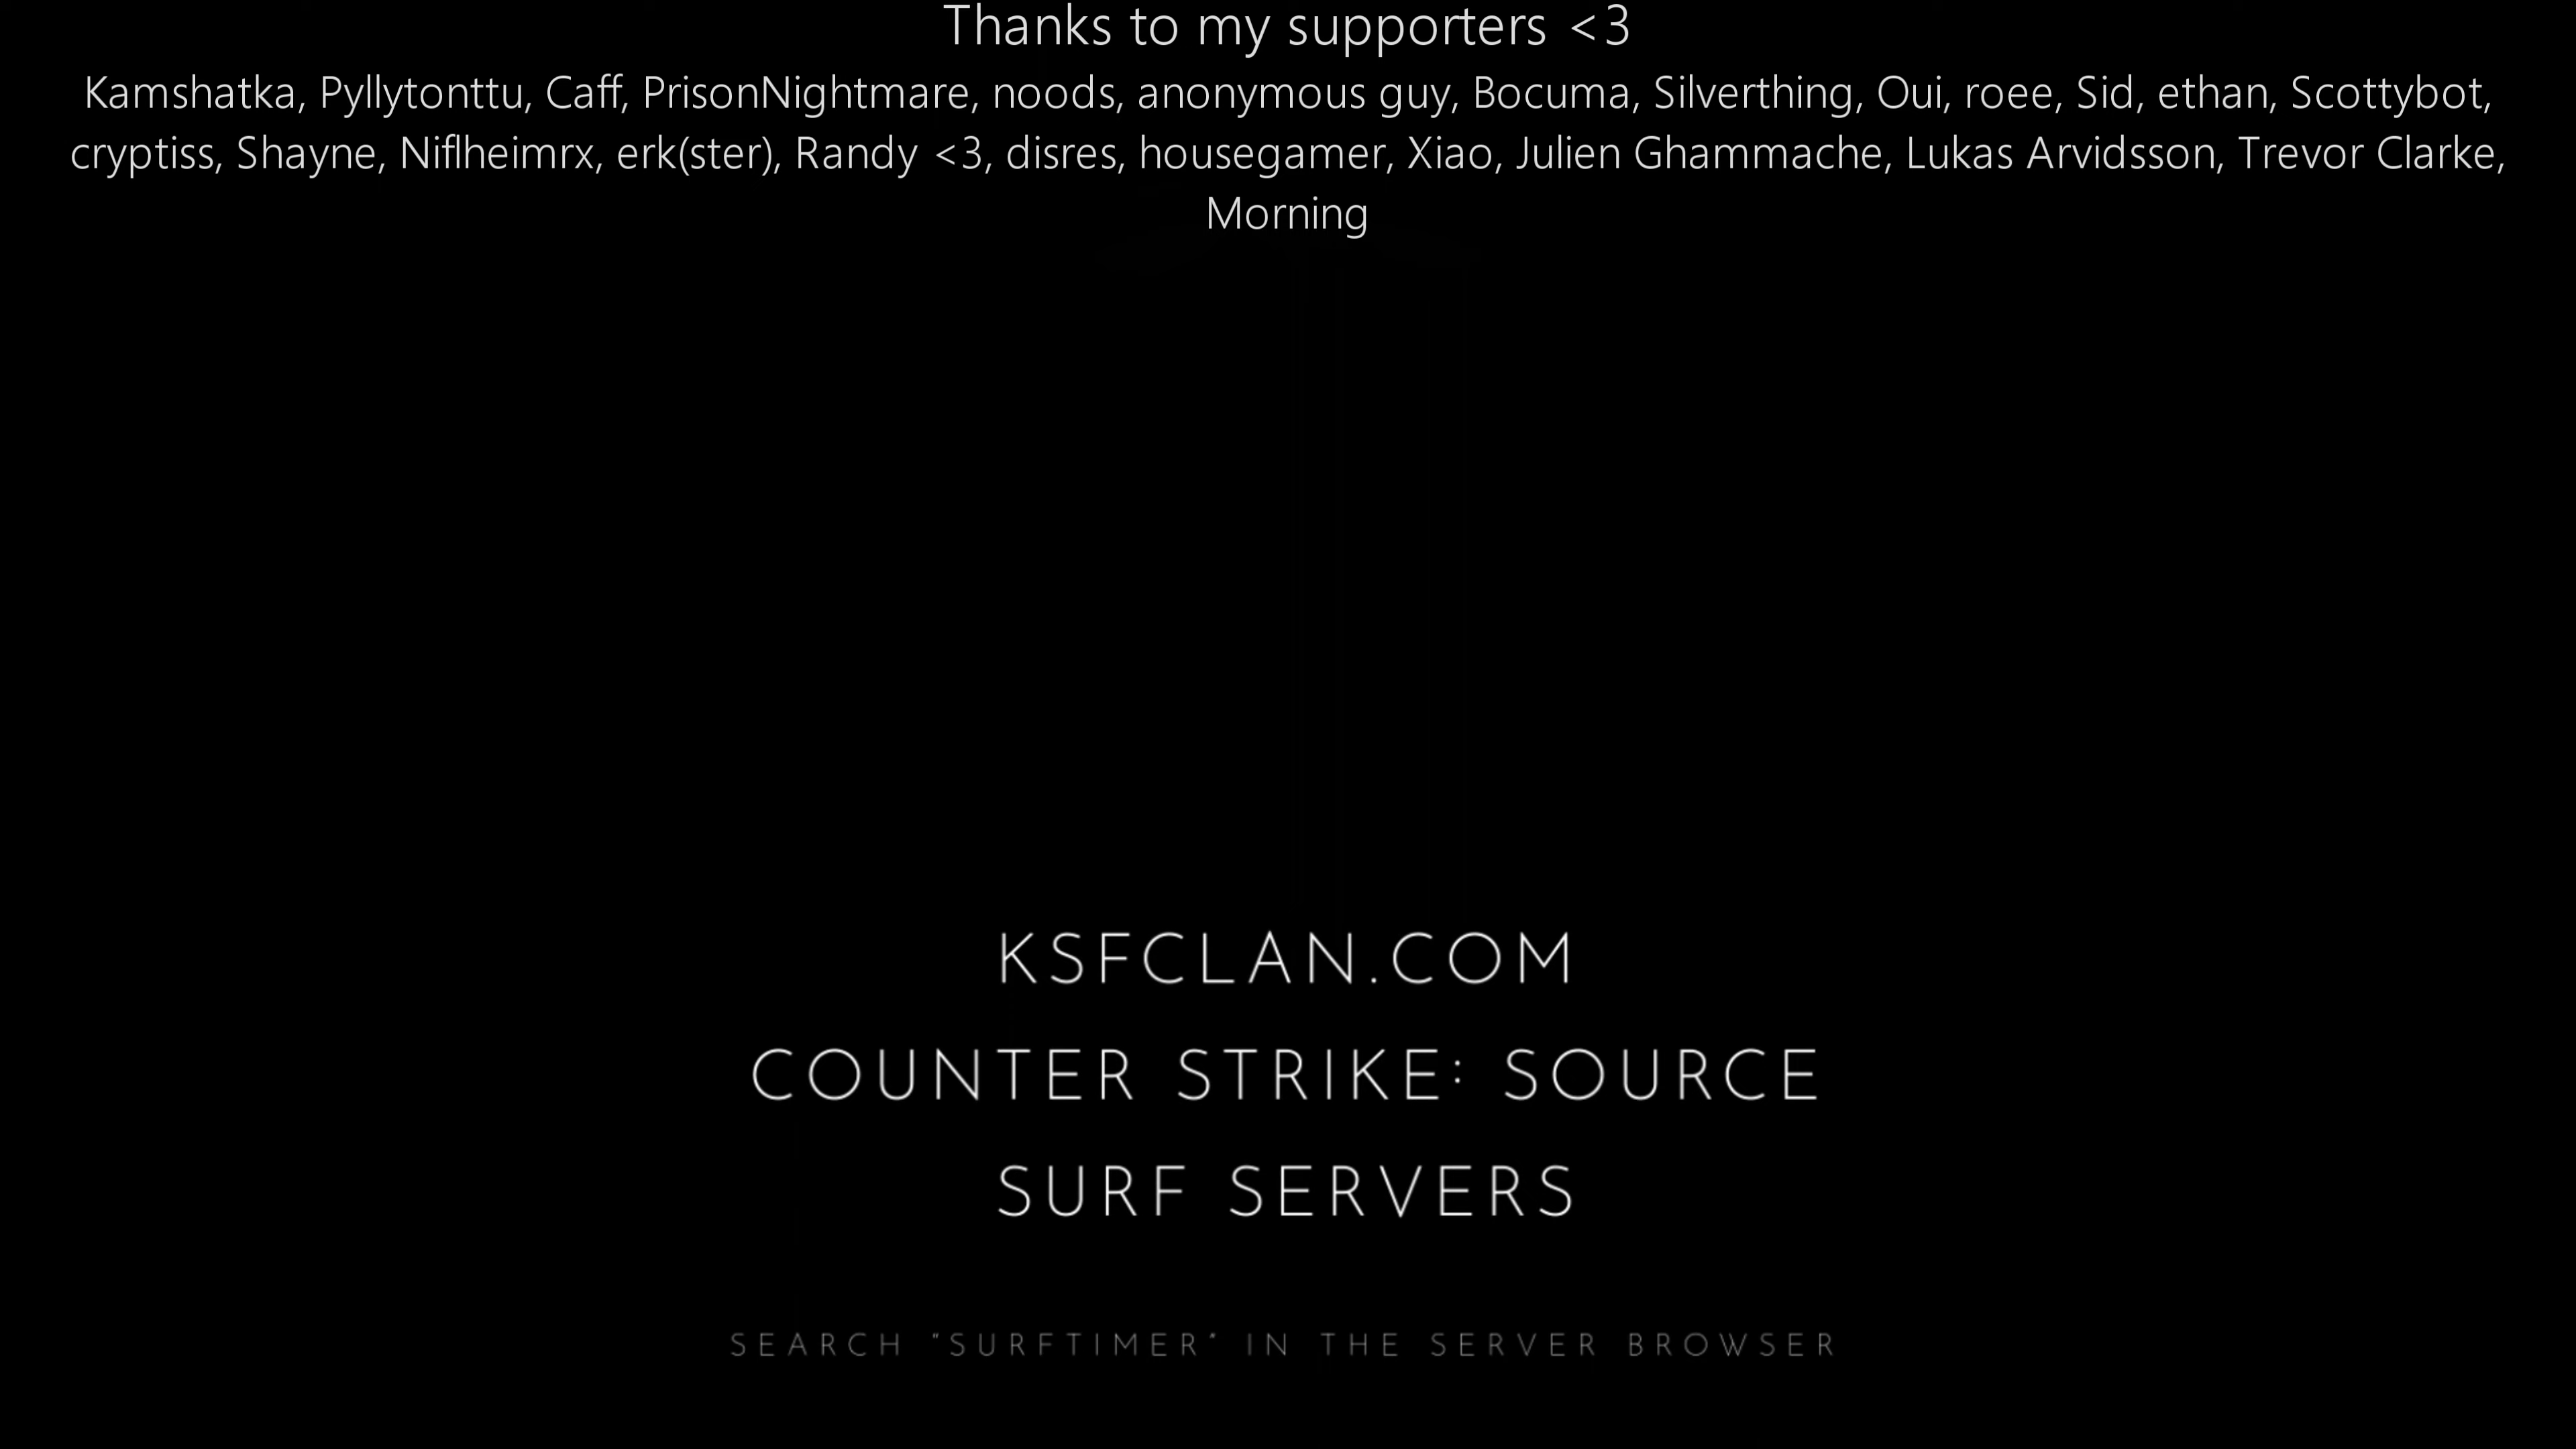 Thanks to my supporters <3
Kamshatka, Pyllytonttu, Caff, PrisonNightmare, noods, anonymous guy, Bocuma, Silverthing, Oui, roee, Sid, ethan, Scottybot,
cryptiss, Shayne, Niflheimrx, erk(ster), Randy <3, disres, housegamer, Xiao, Julien Ghammache, Lukas Arvidsson, Trevor Clarke,
Morning
KSFCLAN.COM
COUNTER STRIKE: SOURCE
SURF SERVERS
SEARCH "SURFTIMER" IN THE SERVER BROWSER